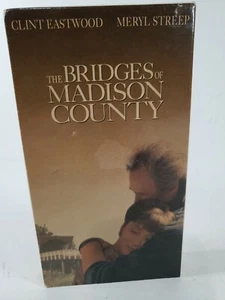 CLINT EASTWOOD MERYL STREEP
THE BRIDGES OF
MADISON
COUNTY